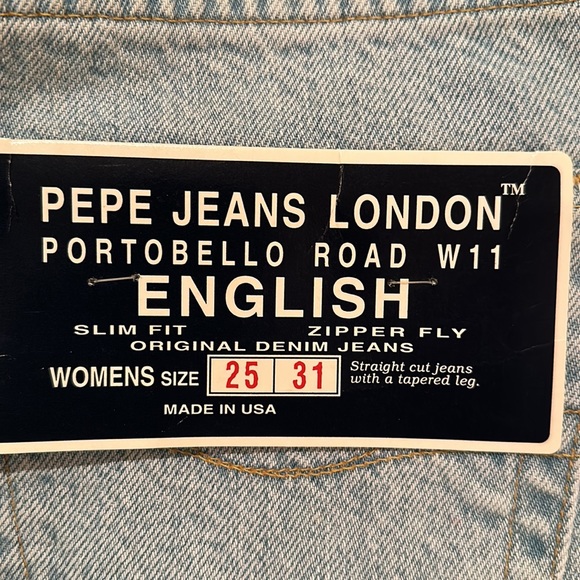 PEPE JEANS LONDON™
PORTOBELLO ROAD W11
ENGLISH
SLIM FIT ZIPPER FLY
ORIGINAL DENIM JEANS
WOMENS SIZE 25 31 Straight cut jeans
with a tapered leg.
MADE IN USA